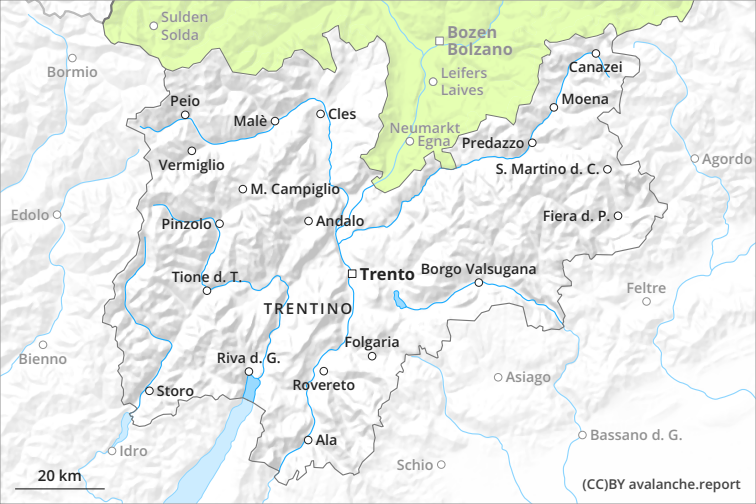 Sulden
Solda
Bozen
Bolzano
Bormio
Canazei
Leifers
Laives
Peio
Moena
Malè
Cles
Neumarkt
Egna
Predazzo
Vermiglio
Agordo
S. Martino d. C.
M. Campiglio
Edolo
Pinzolo
Andalo
Fiera d. P.
Trento
Borgo Valsugana
Tione d. T.
Feltre
TRENTINO
Folgaria
Bienno
Riva d. G.
Rovereto
Asiago
Storo
Ala
Bassano d. G.
Idro
Schio
20 km
(CC)BY avalanche.report